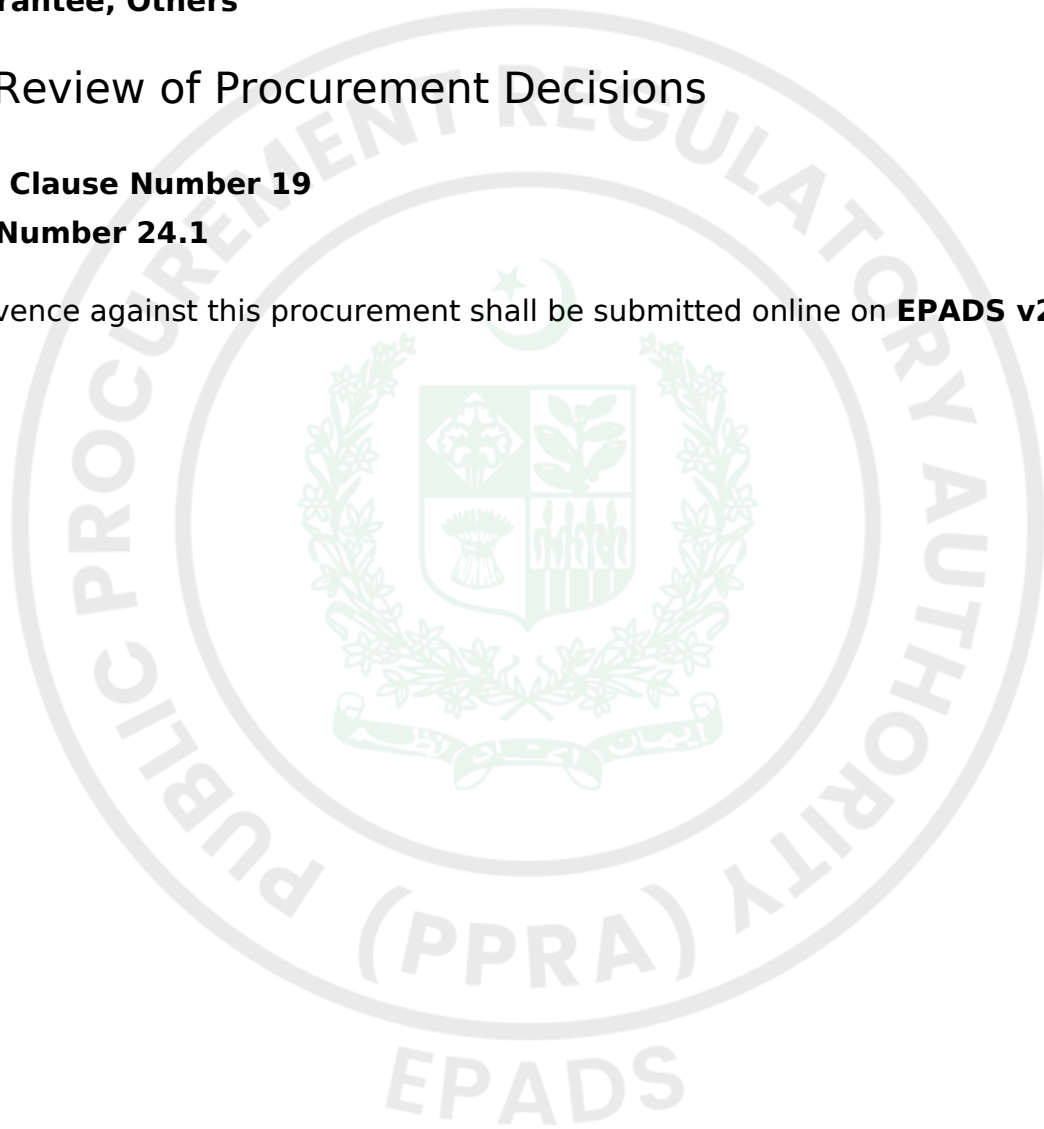 rantee, Others
Review of Procurement Decisions
Clause Number 19
Number 24.1
vence against this procurement shall be submitted online on EPADS v2
PUBLIC PROCUREMENT REGULATORY AUTHORITY
(PPRA)
EPADS